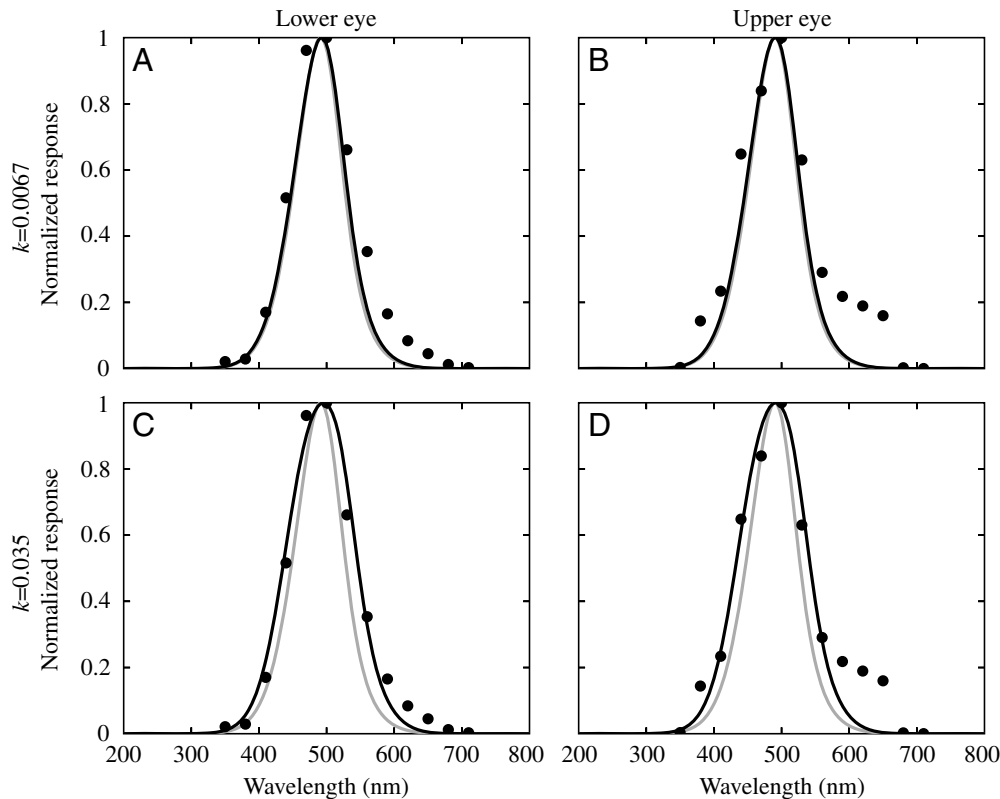 Lower eye
Upper eye
A
B
k=0.0067
Normalized response
1
0.8
0.6
0.4
0.2
0
C
D
k=0.035
Normalized response
1
0.8
0.6
0.4
0.2
0
200 300 400 500 600 700 800
200 300 400 500 600 700 800
Wavelength (nm)
Wavelength (nm)